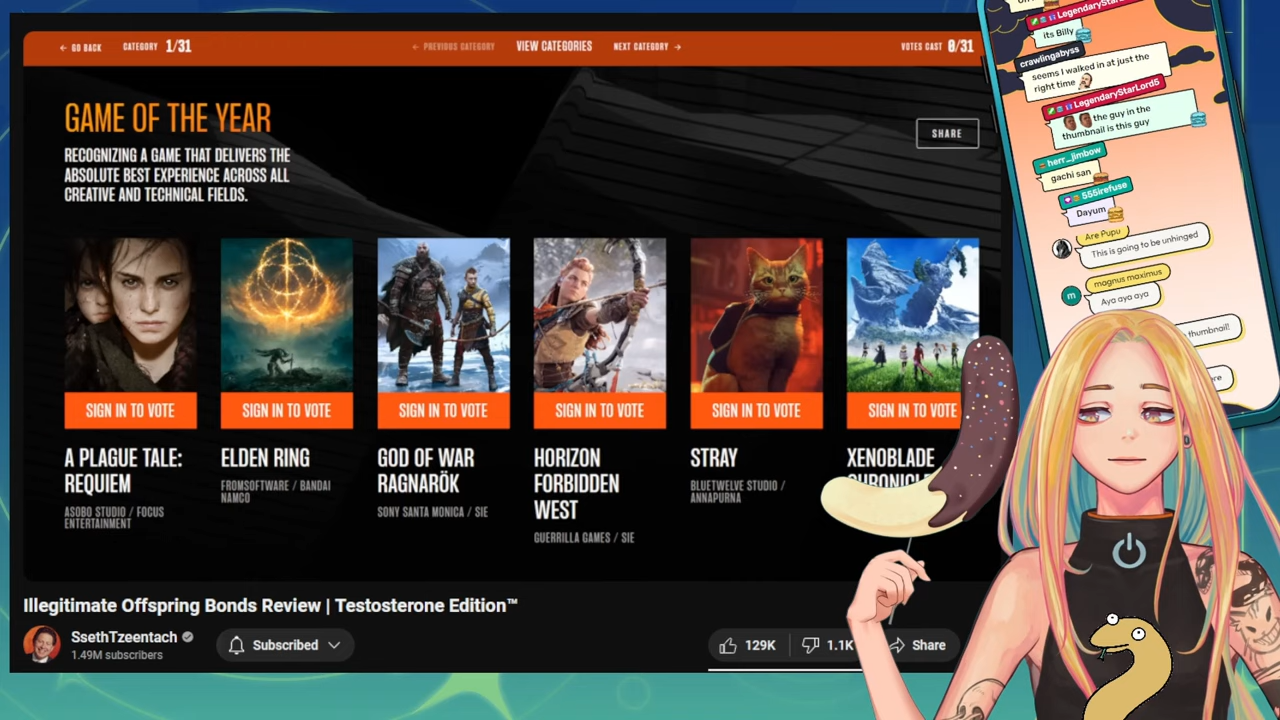 ← GO BACK
CATEGORY 1/31
← PREVIOUS CATEGORY
VIEW CATEGORIES
NEXT CATEGORY →
VOTES CAST 0/31
GAME OF THE YEAR
RECOGNIZING A GAME THAT DELIVERS THE
ABSOLUTE BEST EXPERIENCE ACROSS ALL
CREATIVE AND TECHNICAL FIELDS.
SHARE
SIGN IN TO VOTE
SIGN IN TO VOTE
SIGN IN TO VOTE
SIGN IN TO VOTE
SIGN IN TO VOTE
SIGN IN TO VOTE
A PLAGUE TALE:
REQUIEM
ASOBO STUDIO / FOCUS
ENTERTAINMENT
ELDEN RING
FROMSOFTWARE / BANDAI
NAMCO
GOD OF WAR
RAGNARÖK
SONY SANTA MONICA / SIE
HORIZON
FORBIDDEN
WEST
GUERRILLA GAMES / SIE
STRAY
BLUETWELVE STUDIO /
ANNAPURNA
XENOBLADE
Illegitimate Offspring Bonds Review | Testosterone Edition™
SsethTzeentach
1.49M subscribers
Subscribed
129K
1.1K
Share
LegendaryStarLord5
its Billy
crawlingabyss
seems I walked in at just the
right time
LegendaryStarLord5
the guy in the
thumbnail is this guy
herr_jimbow
gachi san
555irefuse
Dayum
Are Pupu
This is going to be unhinged
magnus maximus
m
Aya aya aya
thumbnail!